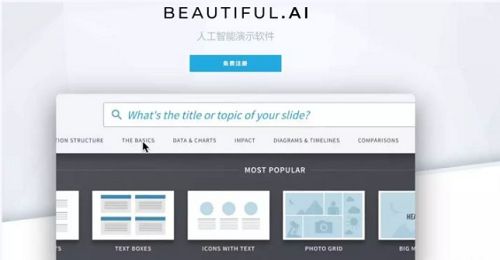 BEAUTIFUL.AI
人工智能演示软件
免费注册
What's the title or topic of your slide?
TION STRUCTURE THE BASICS DATA & CHARTS IMPACT DIAGRAMS & TIMELINES COMPARISONS
MOST POPULAR
HEA
TS TEXT BOXES ICONS WITH TEXT PHOTO GRID BIG M